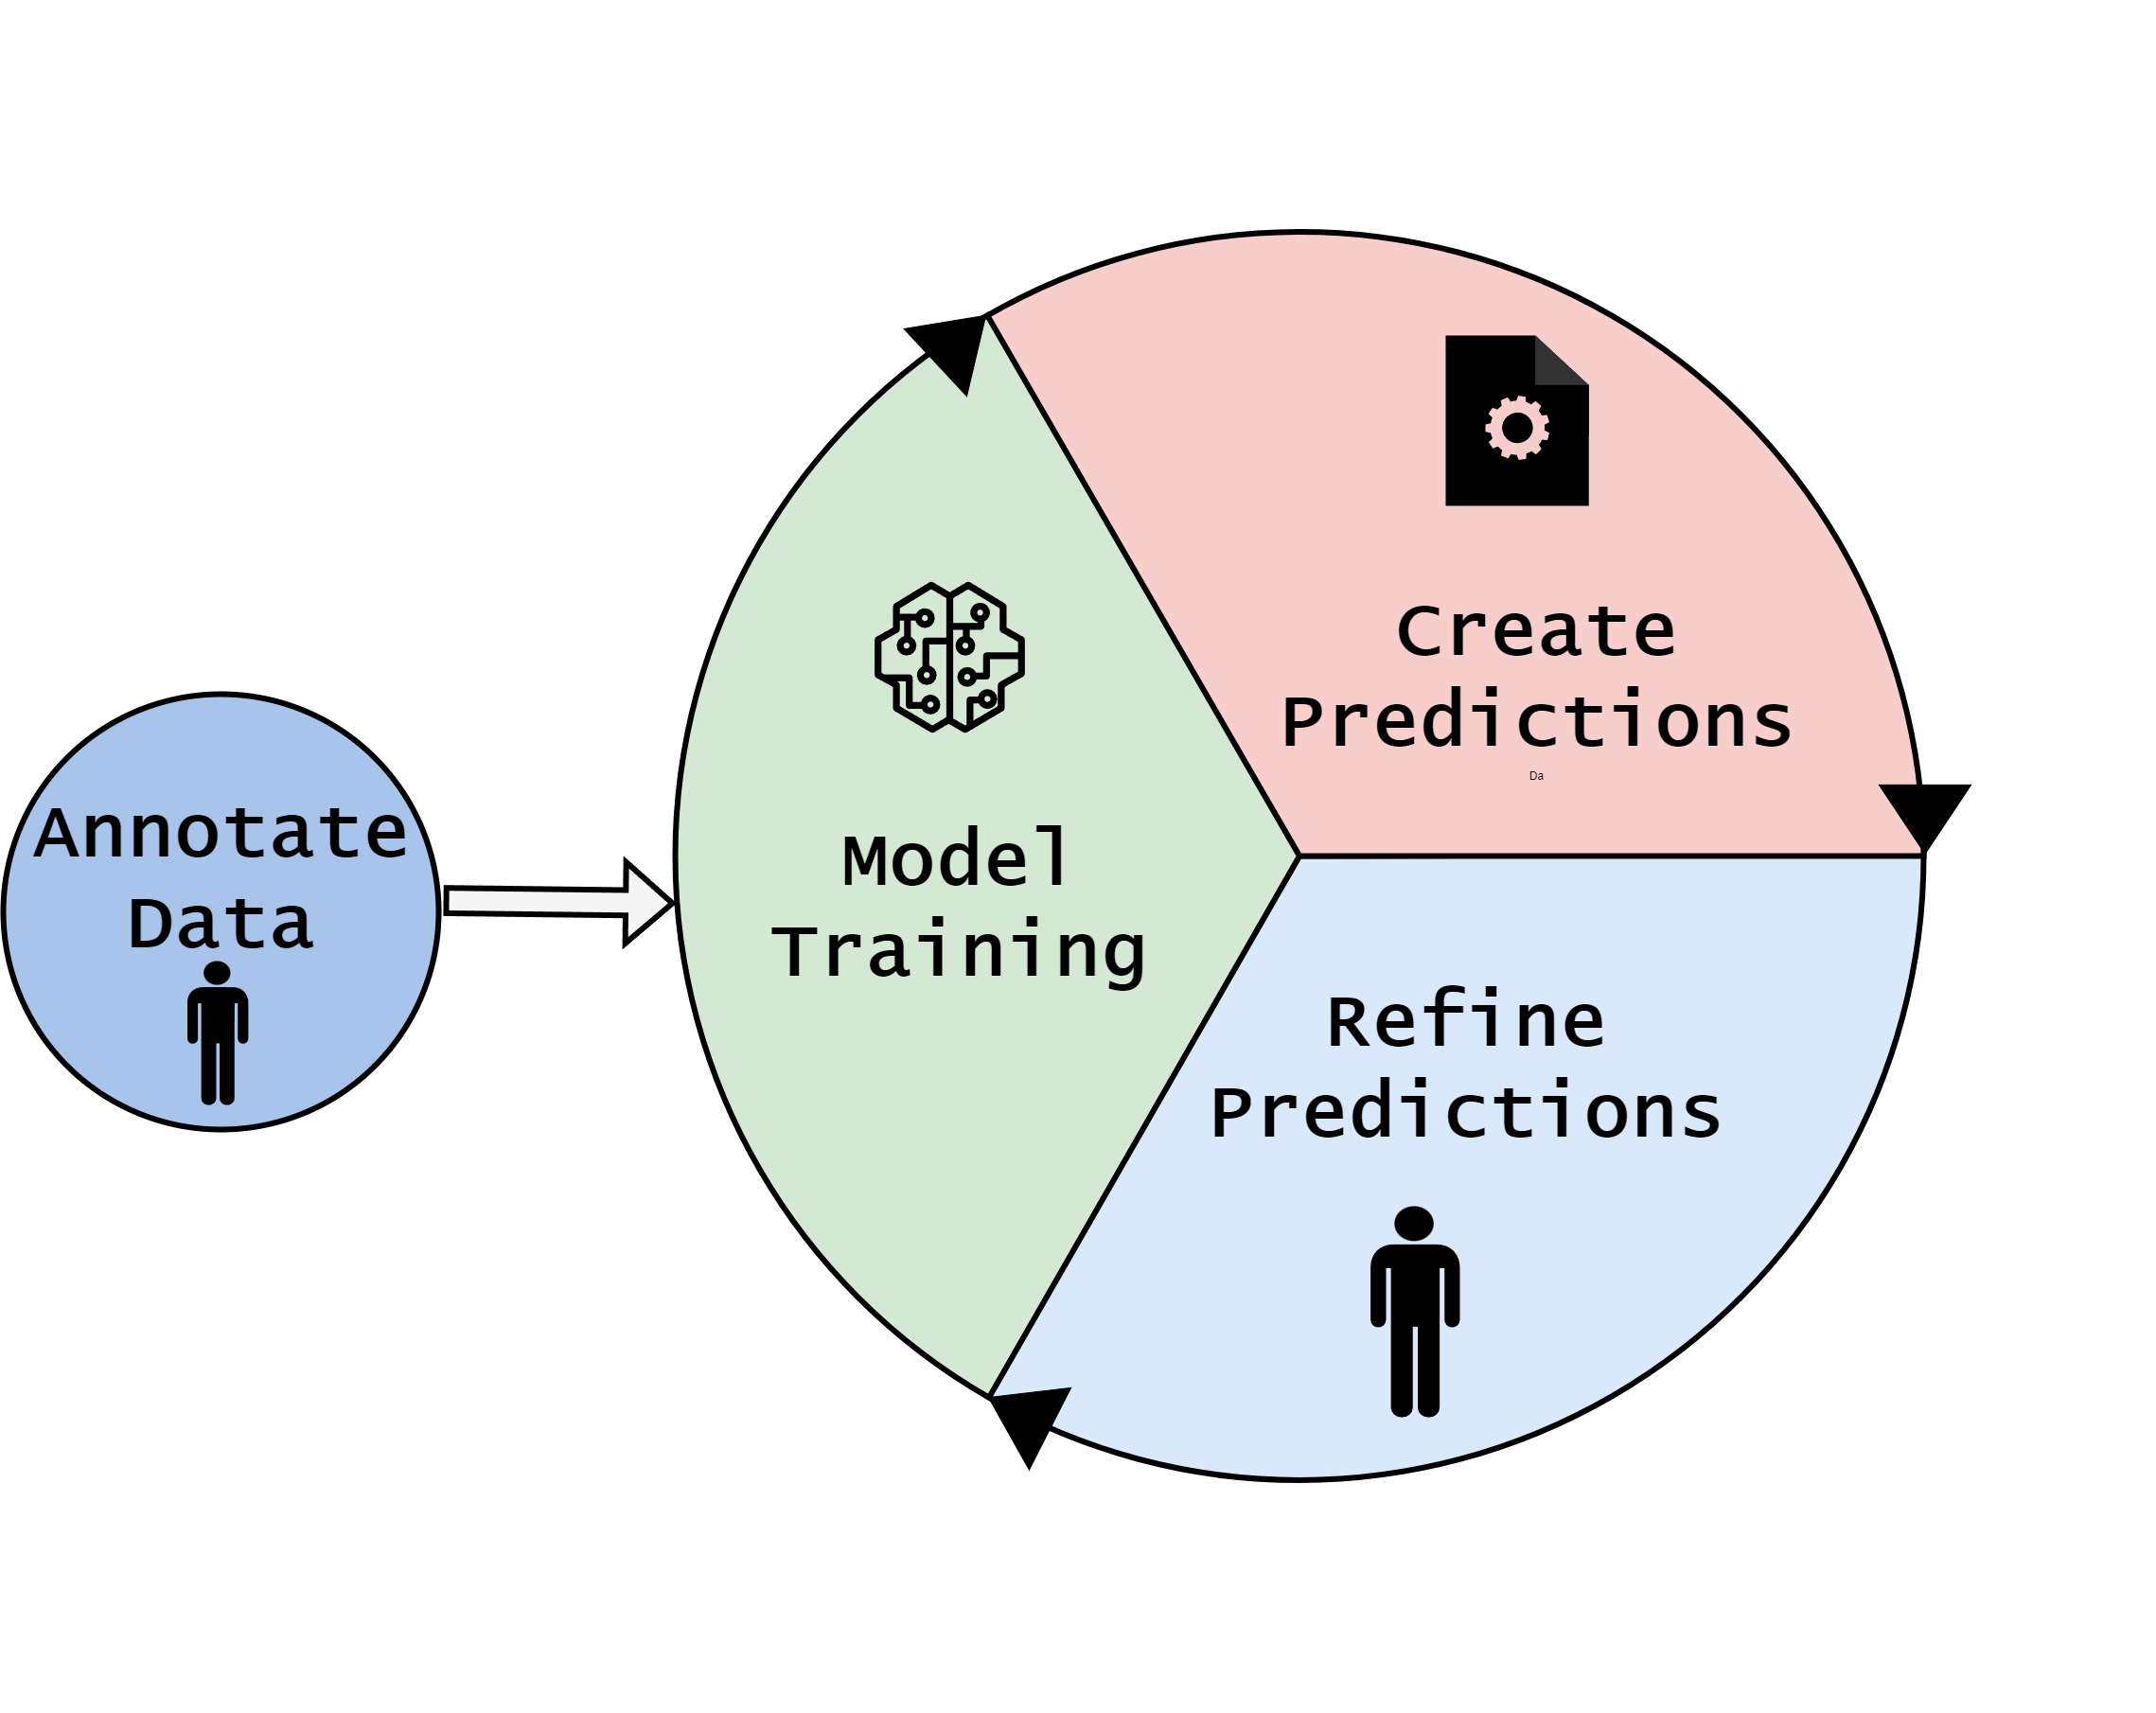 Annotate
Data
Model
Training
Create
Predictions
Da
Refine
Predictions